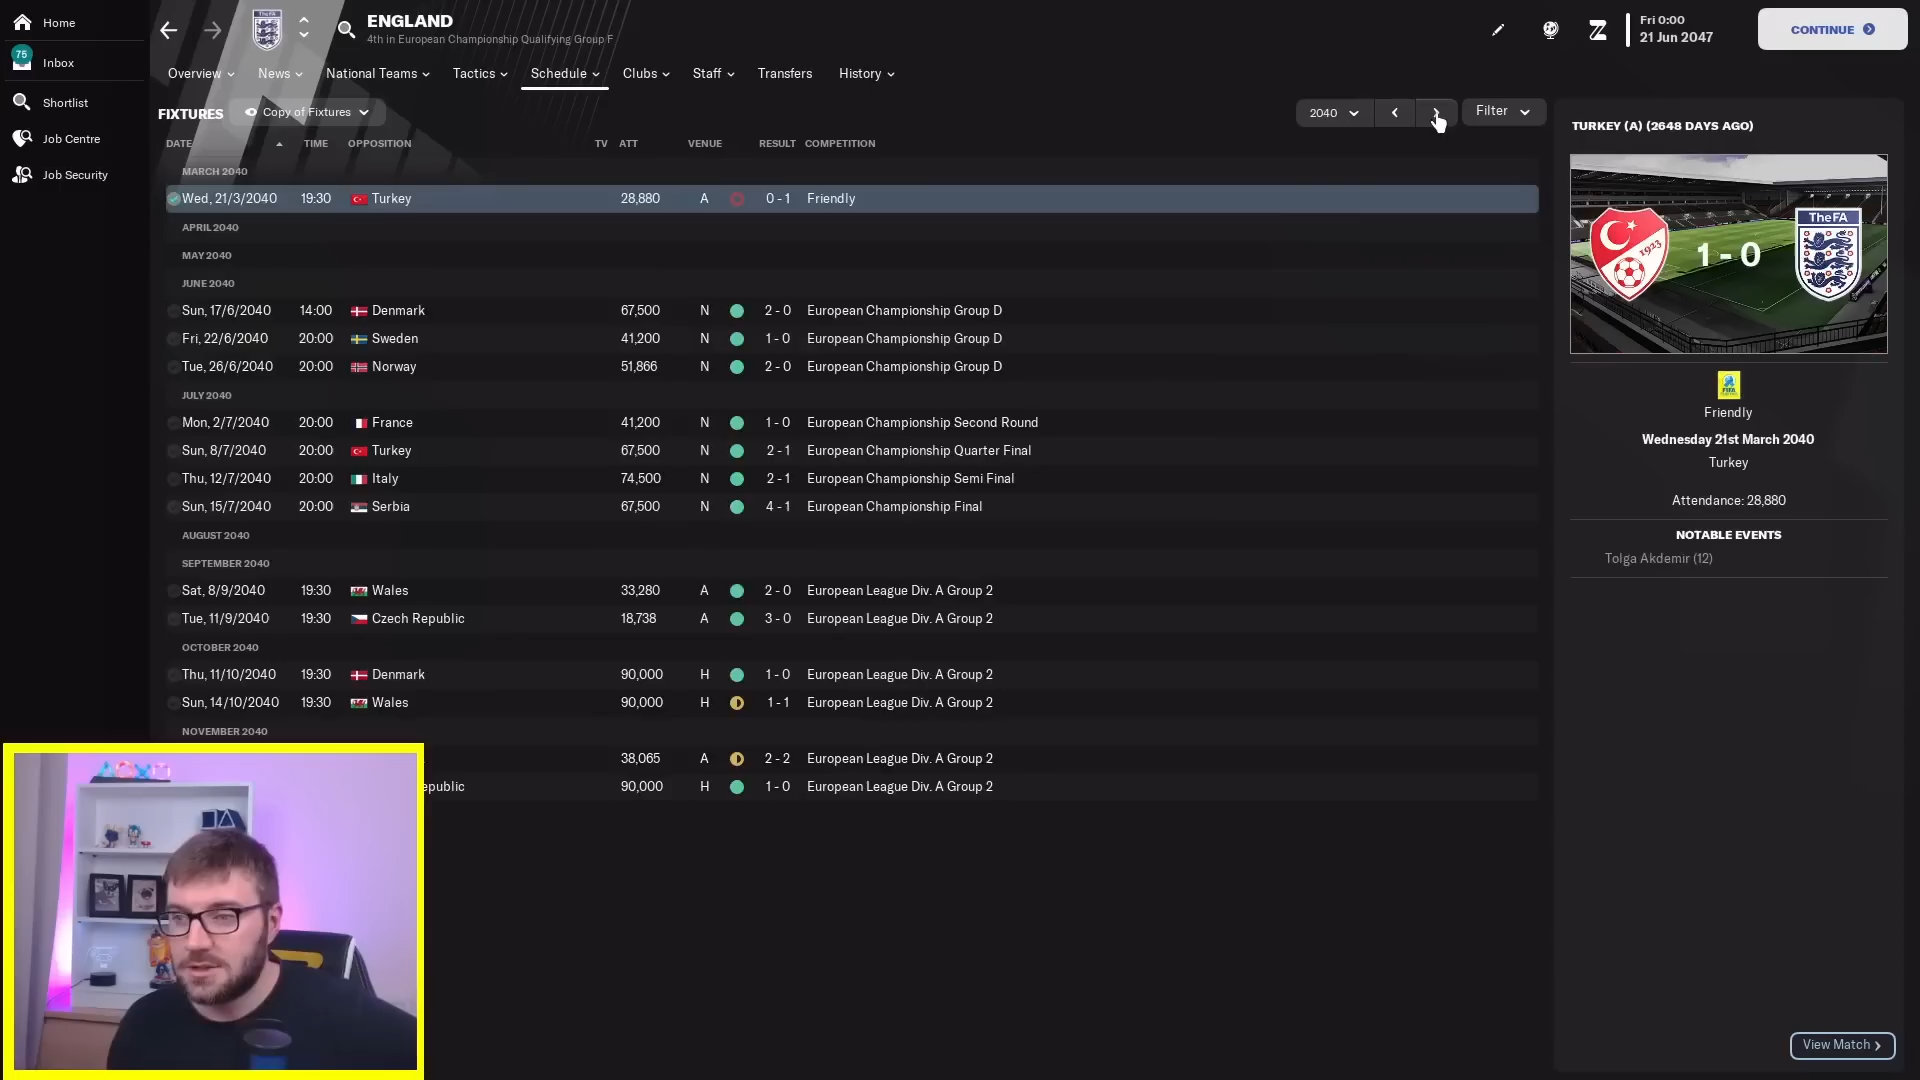 Home
75
Inbox
Shortlist
Job Centre
Job Security
The FA
ENGLAND
4th in European Championship Qualifying Group F
Fri 0:00
21 Jun 2047
CONTINUE
Overview News National Teams Tactics Schedule Clubs Staff Transfers History
FIXTURES Copy of Fixtures 2040 Filter
DATE TIME OPPOSITION TV ATT VENUE RESULT COMPETITION
MARCH 2040
Wed, 21/3/2040 19:30 Turkey 28,880 A 0 - 1 Friendly
APRIL 2040
MAY 2040
JUNE 2040
Sun, 17/6/2040 14:00 Denmark 67,500 N 2 - 0 European Championship Group D
Fri, 22/6/2040 20:00 Sweden 41,200 N 1 - 0 European Championship Group D
Tue, 26/6/2040 20:00 Norway 51,866 N 2 - 0 European Championship Group D
JULY 2040
Mon, 2/7/2040 20:00 France 41,200 N 1 - 0 European Championship Second Round
Sun, 8/7/2040 20:00 Turkey 67,500 N 2 - 1 European Championship Quarter Final
Thu, 12/7/2040 20:00 Italy 74,500 N 2 - 1 European Championship Semi Final
Sun, 15/7/2040 20:00 Serbia 67,500 N 4 - 1 European Championship Final
AUGUST 2040
SEPTEMBER 2040
Sat, 8/9/2040 19:30 Wales 33,280 A 2 - 0 European League Div. A Group 2
Tue, 11/9/2040 19:30 Czech Republic 18,738 A 3 - 0 European League Div. A Group 2
OCTOBER 2040
Thu, 11/10/2040 19:30 Denmark 90,000 H 1 - 0 European League Div. A Group 2
Sun, 14/10/2040 19:30 Wales 90,000 H 1 - 1 European League Div. A Group 2
NOVEMBER 2040
38,065 A 2 - 2 European League Div. A Group 2
epublic 90,000 H 1 - 0 European League Div. A Group 2
TURKEY (A) (2648 DAYS AGO)
1923
1 - 0
The FA
FIFA
Friendly
Wednesday 21st March 2040
Turkey
Attendance: 28,880
NOTABLE EVENTS
Tolga Akdemir (12)
View Match